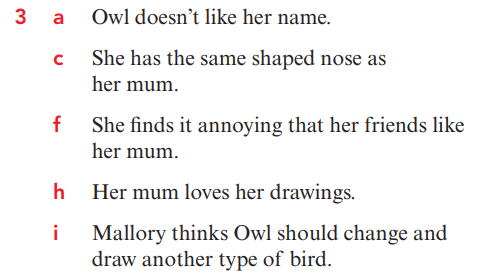 3 a Owl doesn’t like her name.
c She has the same shaped nose as
her mum.
f She finds it annoying that her friends like
her mum.
h Her mum loves her drawings.
i Mallory thinks Owl should change and
draw another type of bird.